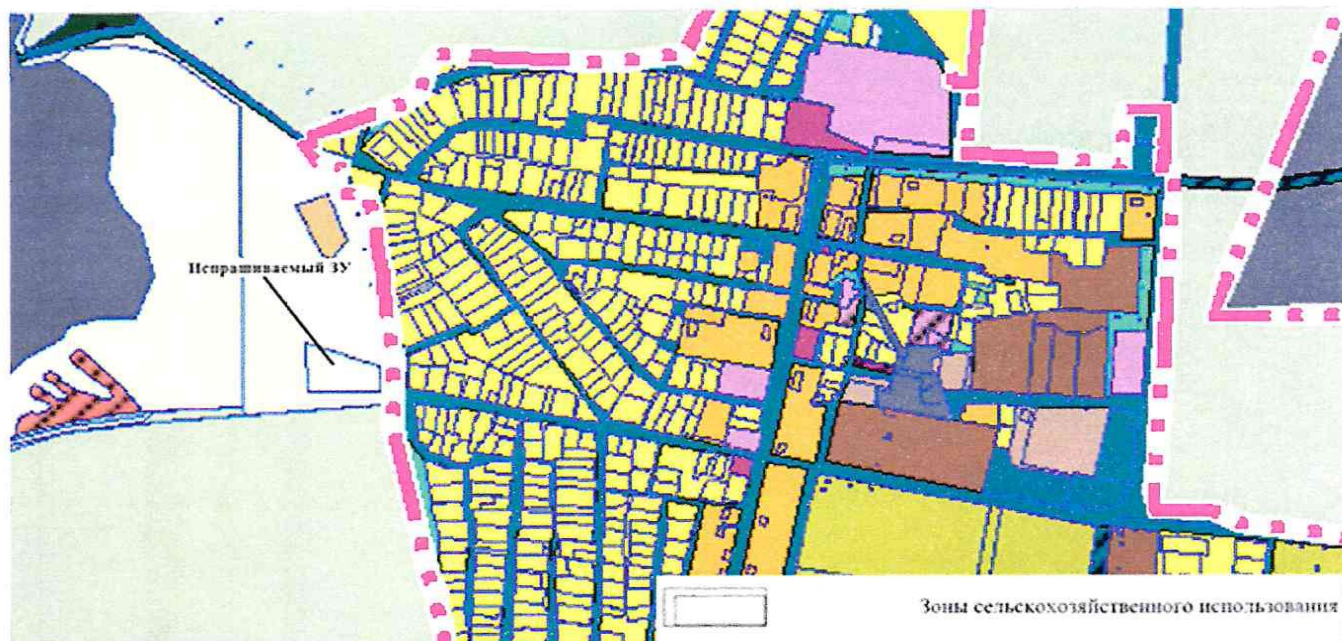 Испрашиваемый ЗУ
Зоны сельскохозяйственного использования